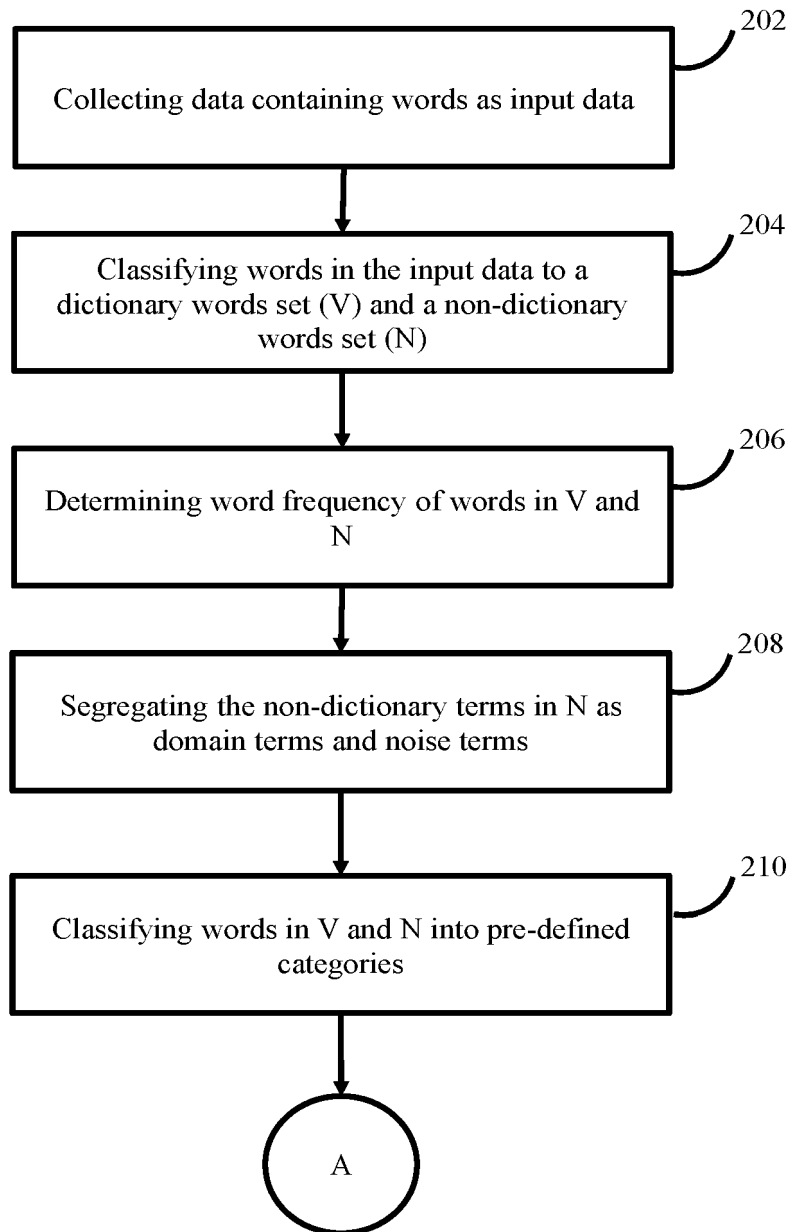 202
Collecting data containing words as input data
204
Classifying words in the input data to a
dictionary words set (V) and a non-dictionary
words set (N)
206
Determining word frequency of words in V and
N
208
Segregating the non-dictionary terms in N as
domain terms and noise terms
210
Classifying words in V and N into pre-defined
categories
A